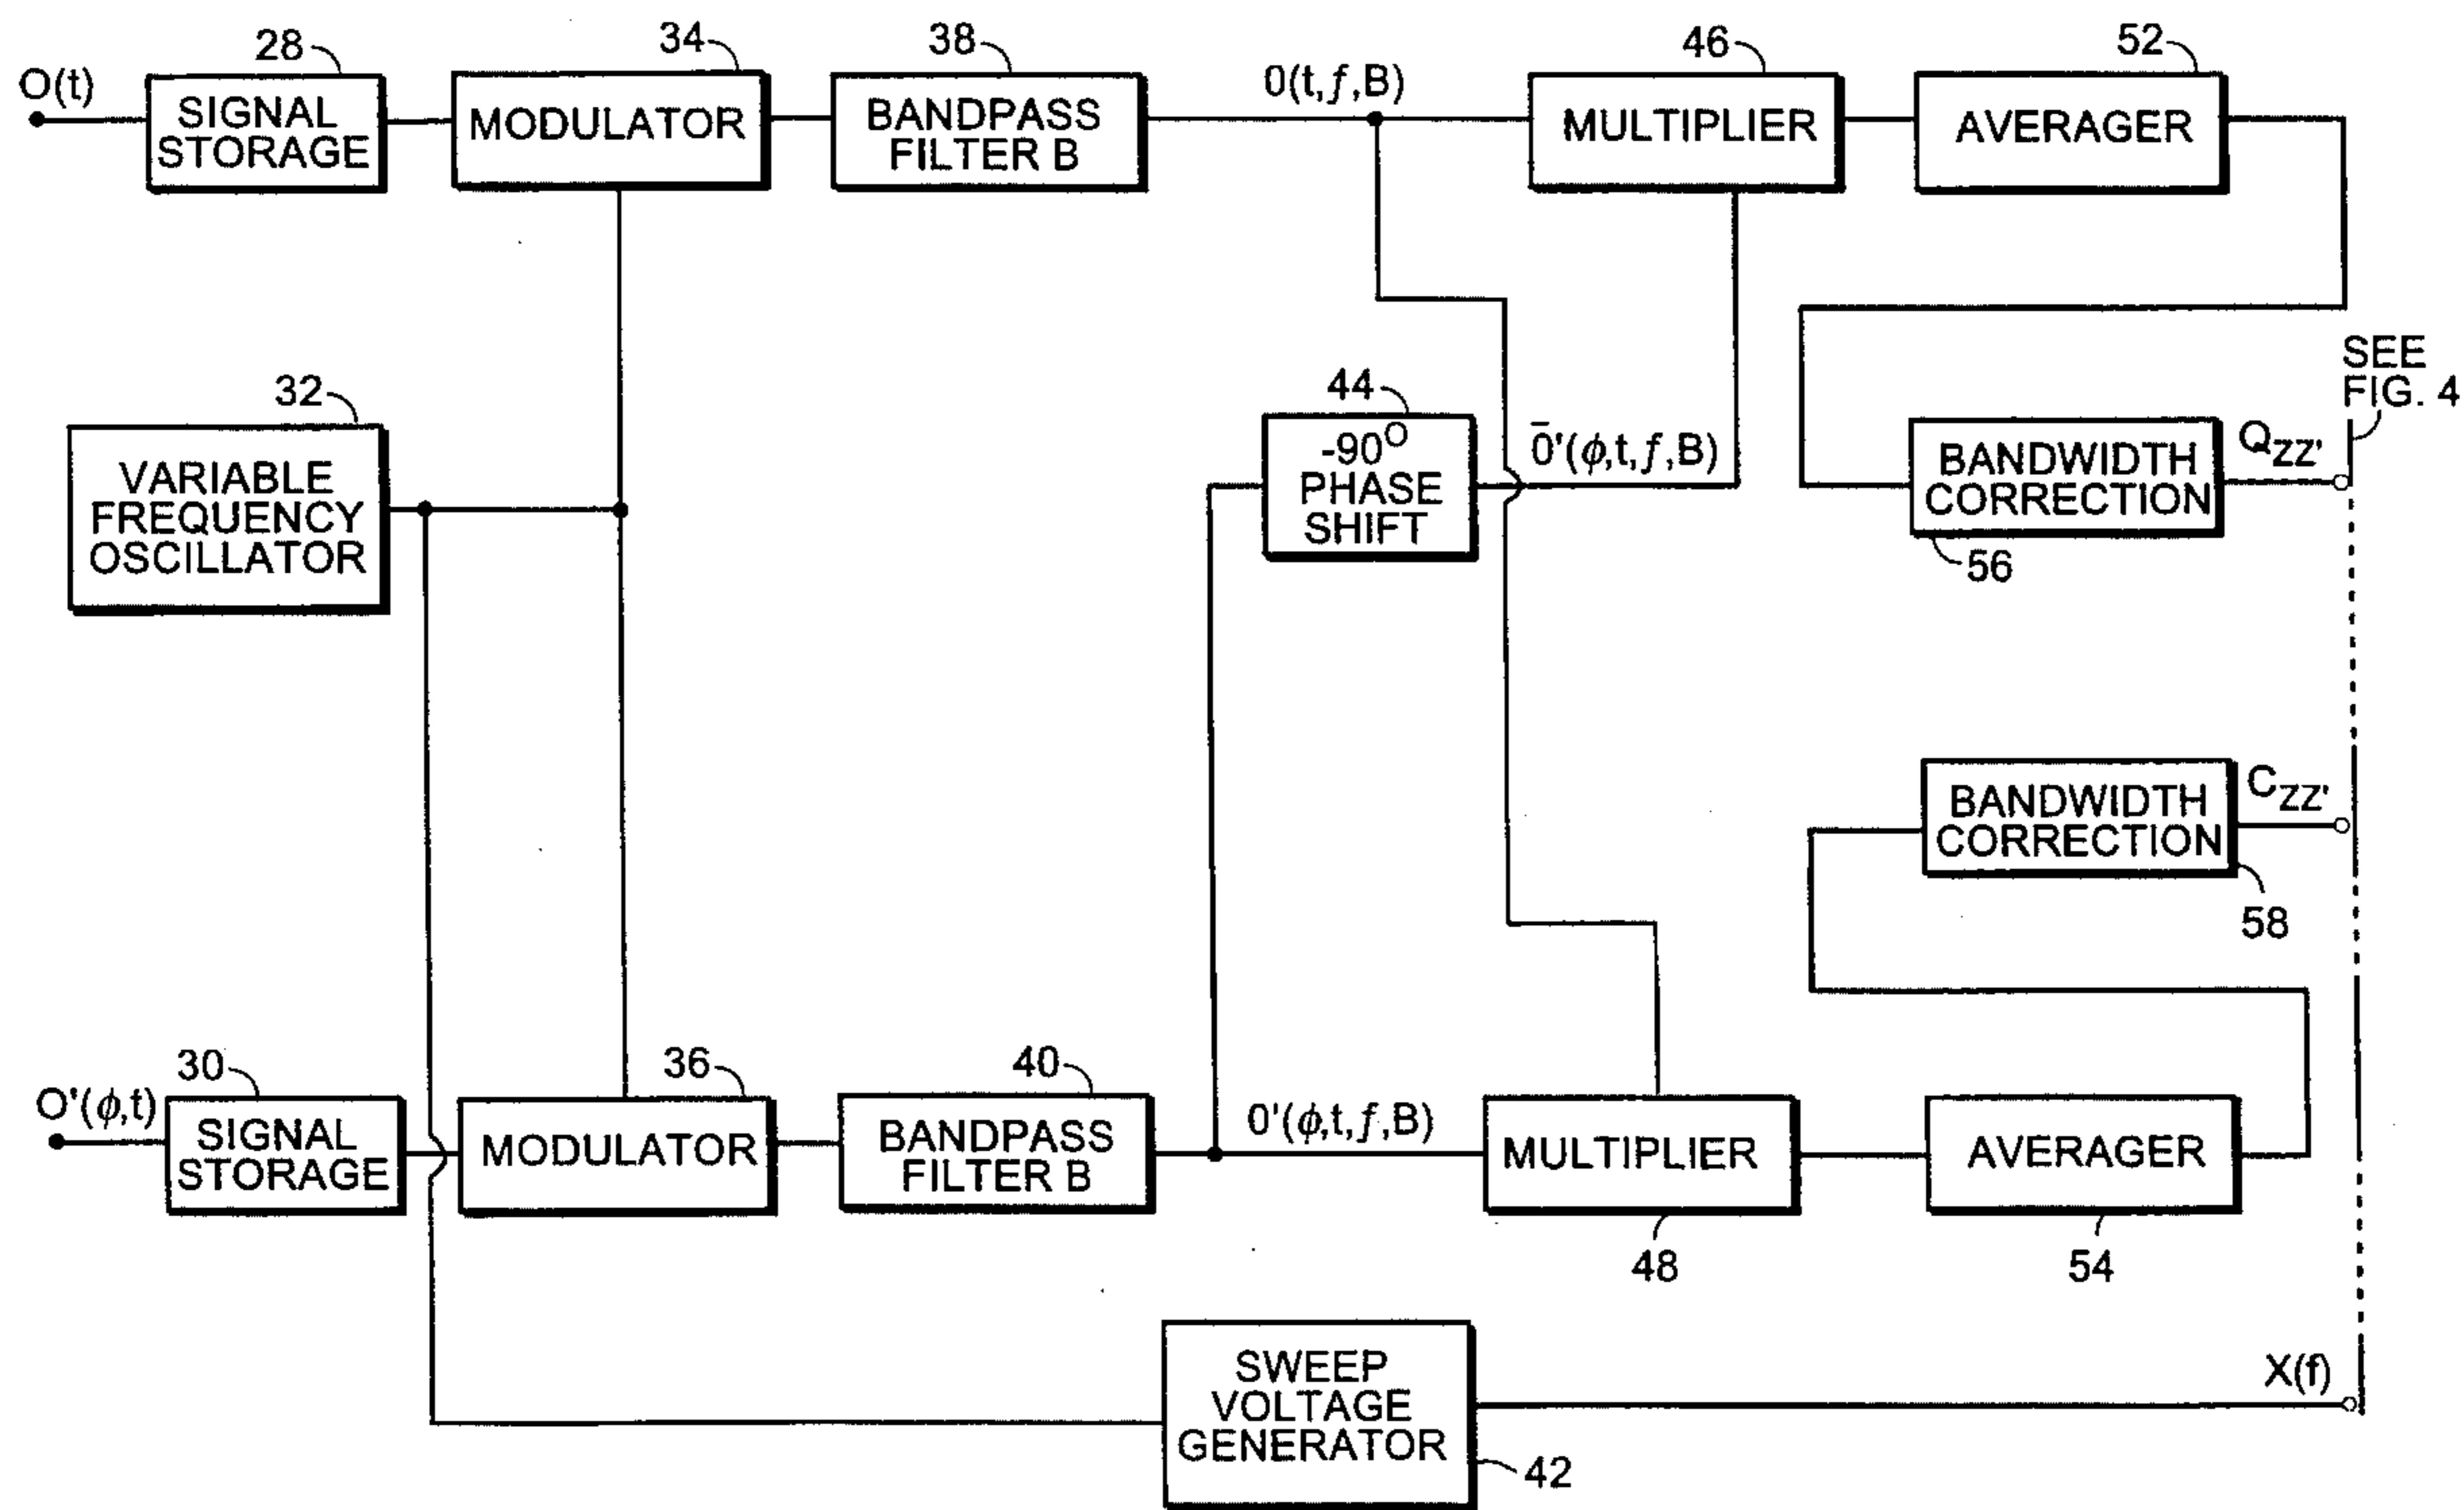 28
34
38
46
52
O(t)
SIGNAL
STORAGE
MODULATOR
BANDPASS
FILTER B
0(t,f,B)
MULTIPLIER
AVERAGER
SEE
FIG. 4
32
VARIABLE
FREQUENCY
OSCILLATOR
44
-90°
PHASE
SHIFT
0̄'(ϕ,t,f,B)
BANDWIDTH
CORRECTION
56
QZZ'
BANDWIDTH
CORRECTION
58
CZZ'
30
36
40
O'(ϕ,t)
SIGNAL
STORAGE
MODULATOR
BANDPASS
FILTER B
0'(ϕ,t,f,B)
MULTIPLIER
48
AVERAGER
54
SWEEP
VOLTAGE
GENERATOR
42
X(f)